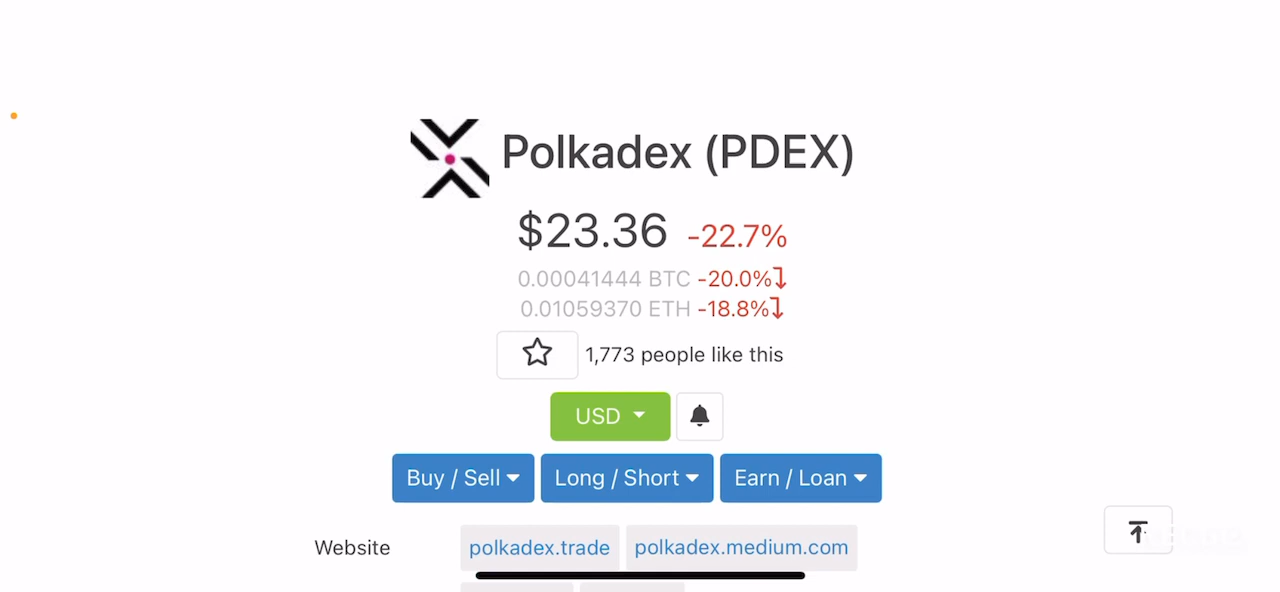 Polkadex (PDEX)
$23.36 -22.7%
0.00041444 BTC -20.0%
0.01059370 ETH -18.8%
1,773 people like this
USD
Buy / Sell Long / Short Earn / Loan
Website polkadex.trade polkadex.medium.com